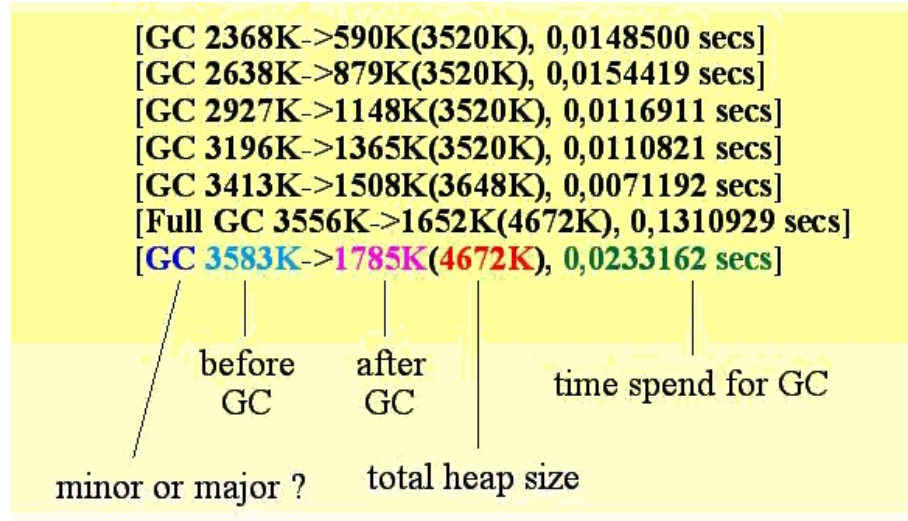 [GC 2368K->590K(3520K), 0,0148500 secs]
[GC 2638K->879K(3520K), 0,0154419 secs]
[GC 2927K->1148K(3520K), 0,0116911 secs]
[GC 3196K->1365K(3520K), 0,0110821 secs]
[GC 3413K->1508K(3648K), 0,0071192 secs]
[Full GC 3556K->1652K(4672K), 0,1310929 secs]
[GC 3583K->1785K(4672K), 0,0233162 secs]
before
GC
after
GC
time spend for GC
minor or major ?
total heap size